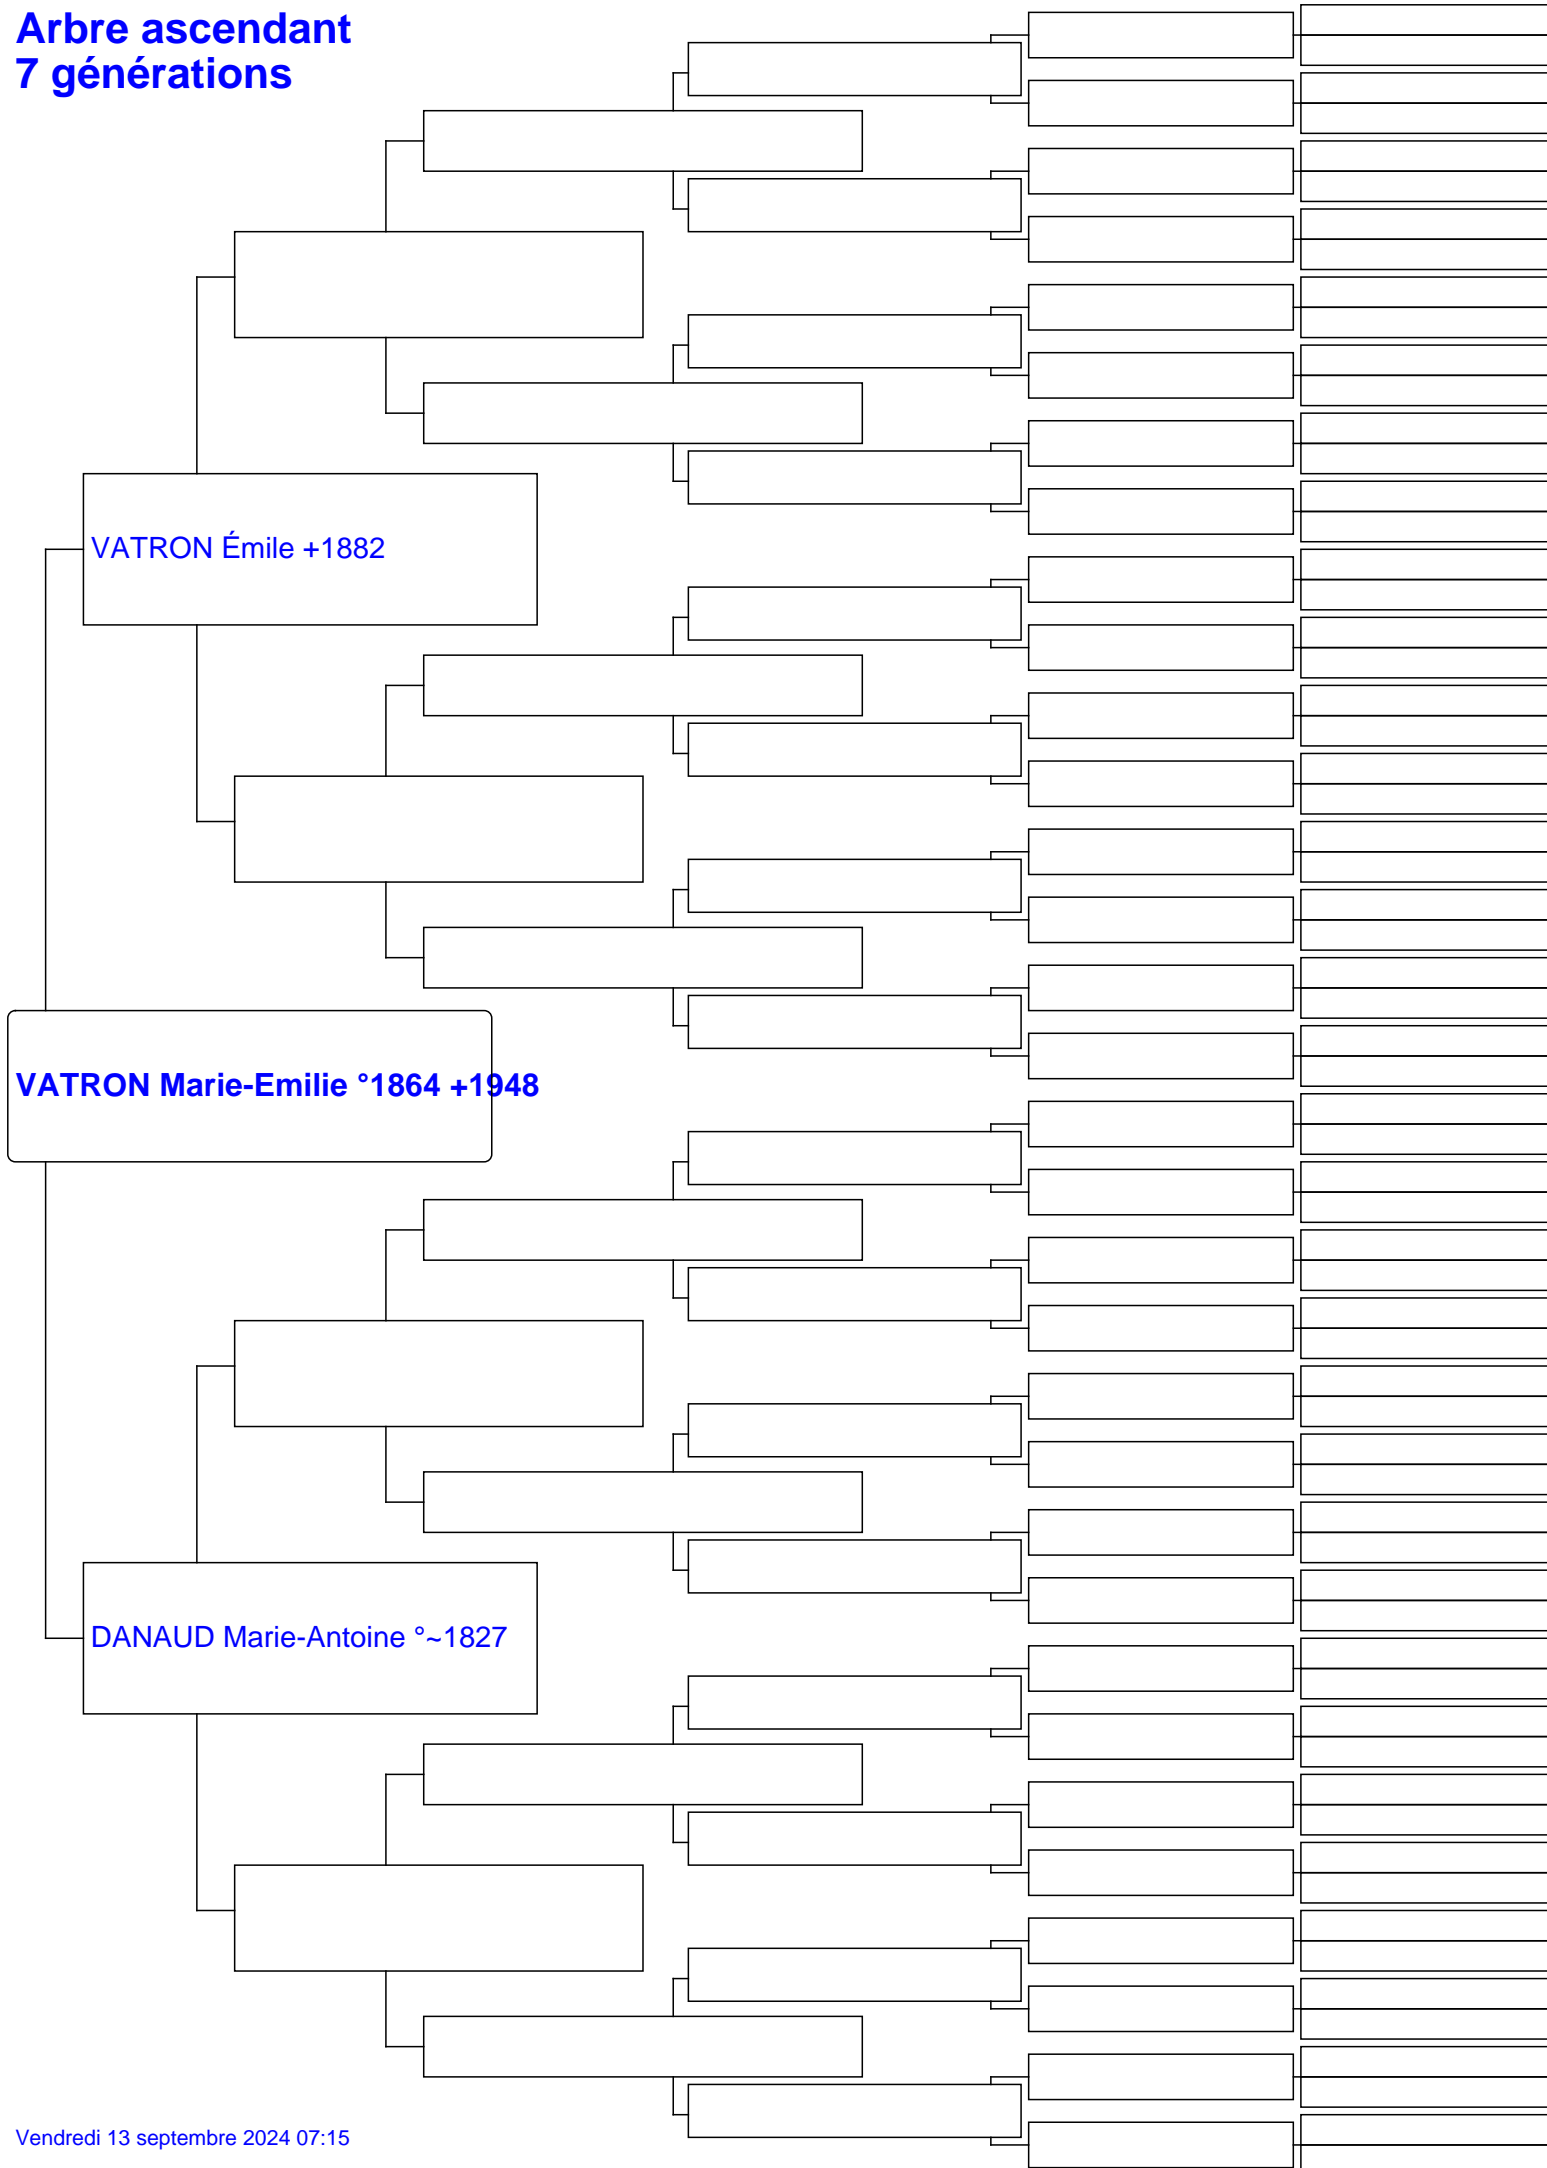 Arbre ascendant
7 générations
VATRON Émile +1882
VATRON Marie-Emilie °1864 +1948
DANAUD Marie-Antoine °~1827
Vendredi 13 septembre 2024 07:15